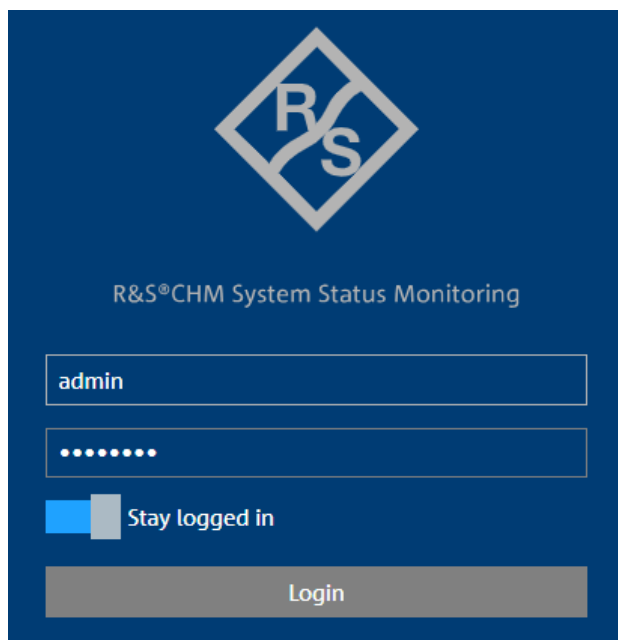 R
S
R&S®CHM System Status Monitoring
admin
••••••••
Stay logged in
Login